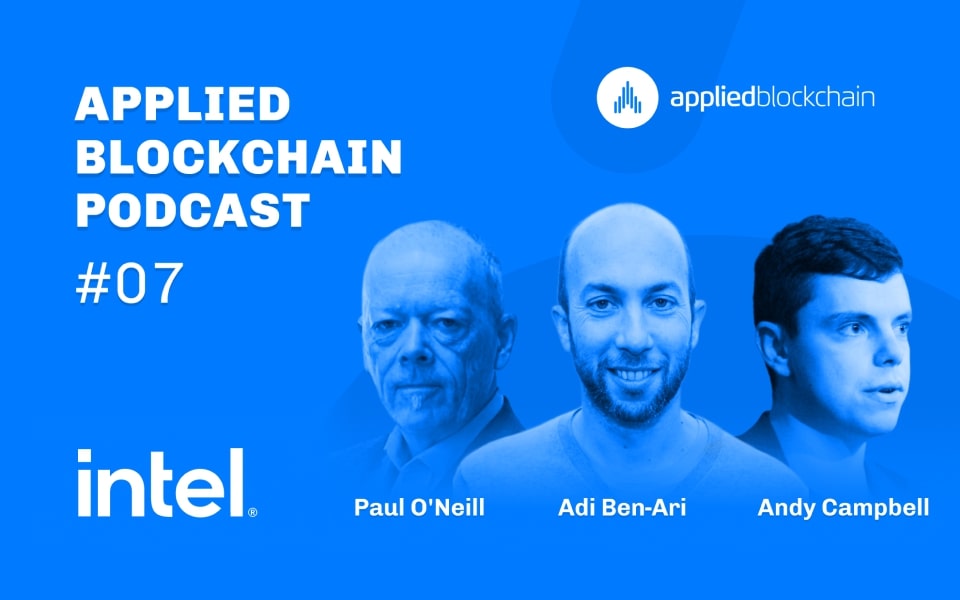 APPLIED
BLOCKCHAIN
PODCAST
#07
appliedblockchain
intel®
Paul O'Neill
Adi Ben-Ari
Andy Campbell